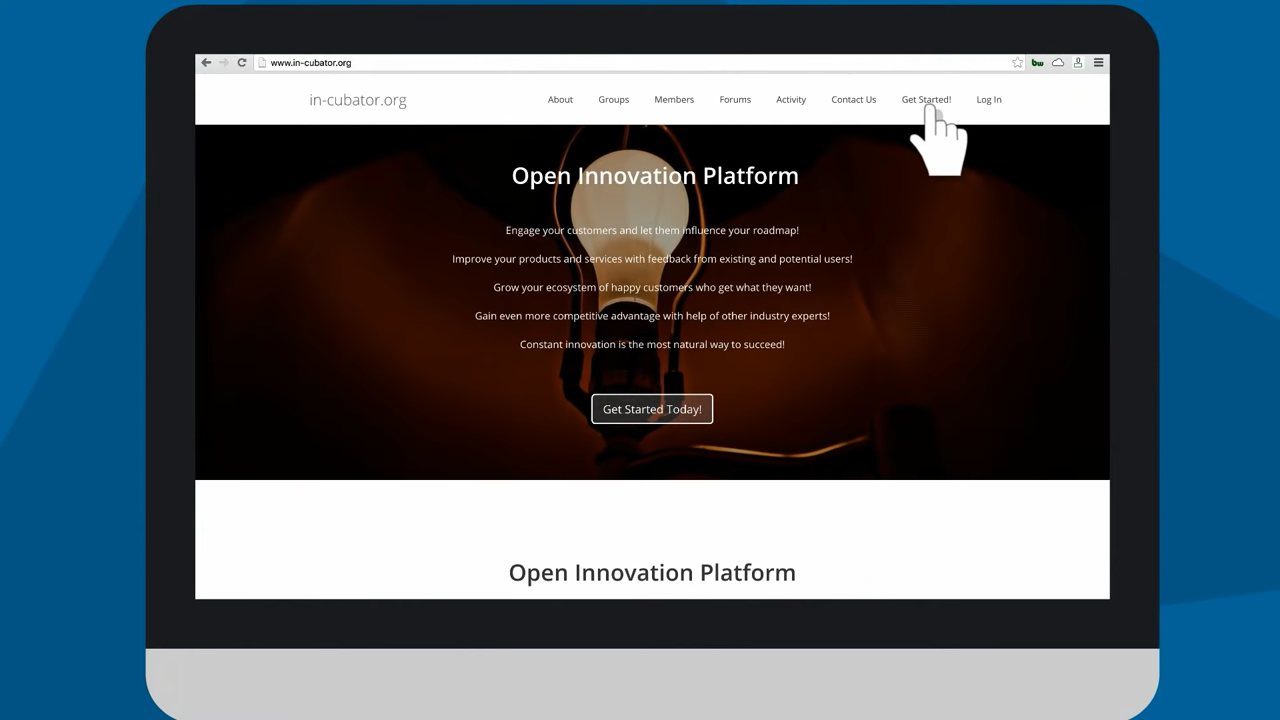 www.in-cubator.org
bw
in-cubator.org
About Groups Members Forums Activity Contact Us Get Started! Log In
Open Innovation Platform
Engage your customers and let them influence your roadmap!
Improve your products and services with feedback from existing and potential users!
Grow your ecosystem of happy customers who get what they want!
Gain even more competitive advantage with help of other industry experts!
Constant innovation is the most natural way to succeed!
Get Started Today!
Open Innovation Platform